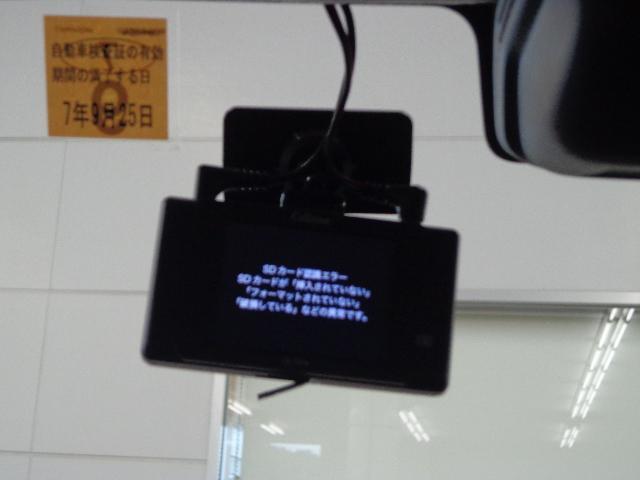 自動車検査証の有効
期間の満了する日
7年9月25日
SDカード認識エラー
SDカードが「挿入されていない」
「フォーマットされていない」
「破損している」などの異常です。